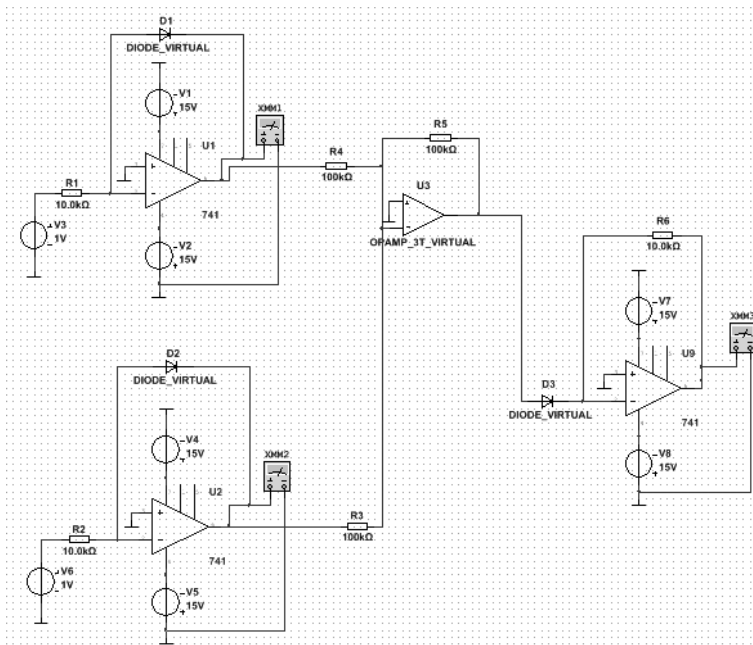 D1
DIODE_VIRTUAL
V1
15V
XMM1
U1
R1
10.0kΩ
741
V3
1V
V2
15V
R4
100kΩ
R5
100kΩ
U3
OPAMP_3T_VIRTUAL
R6
10.0kΩ
V7
15V
XMM3
U9
D3
DIODE_VIRTUAL
741
V8
15V
D2
DIODE_VIRTUAL
V4
15V
XMM2
U2
R2
10.0kΩ
741
R3
100kΩ
V6
1V
V5
15V